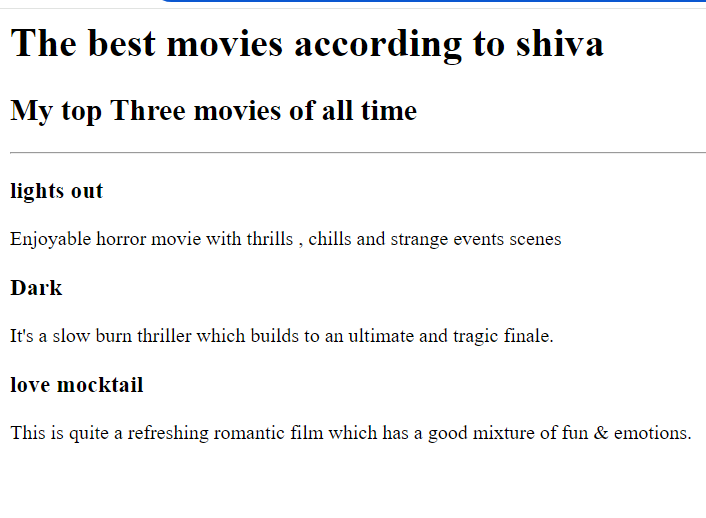 The best movies according to shiva
My top Three movies of all time
lights out
Enjoyable horror movie with thrills , chills and strange events scenes
Dark
It's a slow burn thriller which builds to an ultimate and tragic finale.
love mocktail
This is quite a refreshing romantic film which has a good mixture of fun & emotions.